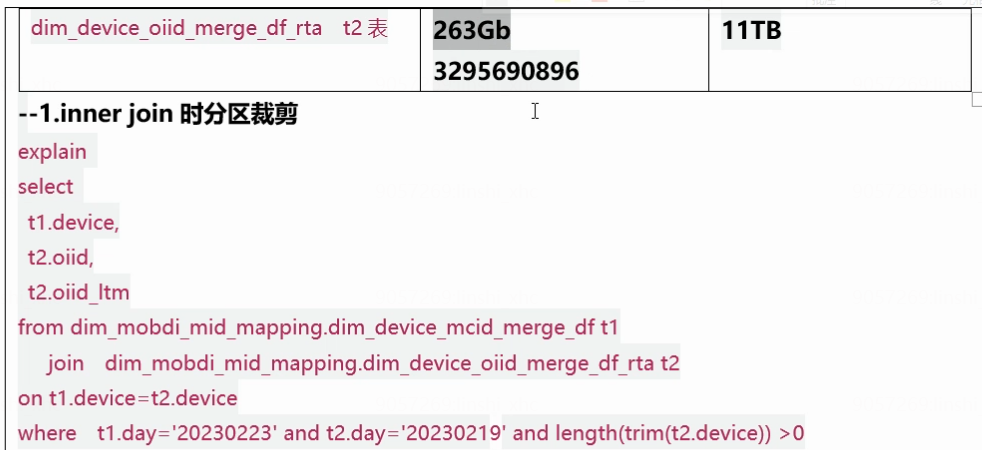 dim_device_oiid_merge_df_rta t2 表
263Gb
11TB
3295690896
--1.inner join 时分区裁剪
explain
select
t1.device,
t2.oiid,
t2.oiid_ltm
from dim_mobdi_mid_mapping.dim_device_mcid_merge_df t1
join dim_mobdi_mid_mapping.dim_device_oiid_merge_df_rta t2
on t1.device=t2.device
where t1.day='20230223' and t2.day='20230219' and length(trim(t2.device)) >0